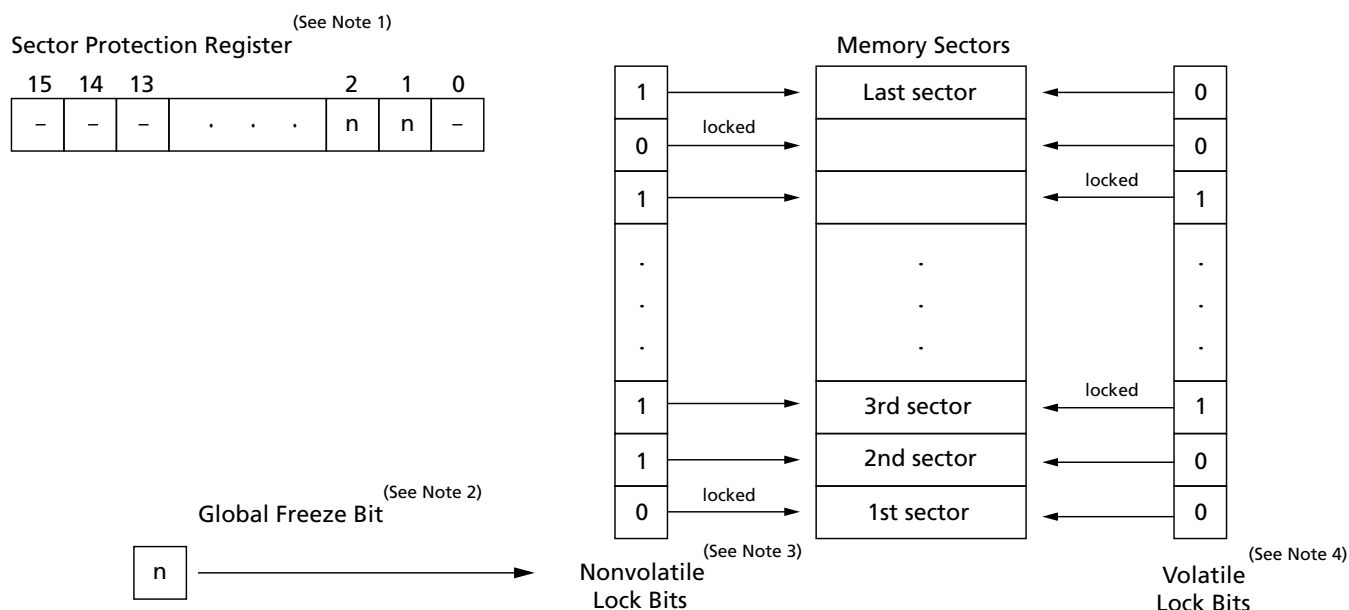 (See Note 1)
Sector Protection Register
15 14 13 2 1 0
– – – . . . n n –
Memory Sectors
1 Last sector 0
0 locked 0
1 locked 1
. . .
. . .
. . .
1 3rd sector locked 1
1 2nd sector 0
0 locked 1st sector 0
(See Note 2)
Global Freeze Bit
n
(See Note 3)
Nonvolatile
Lock Bits
(See Note 4)
Volatile
Lock Bits